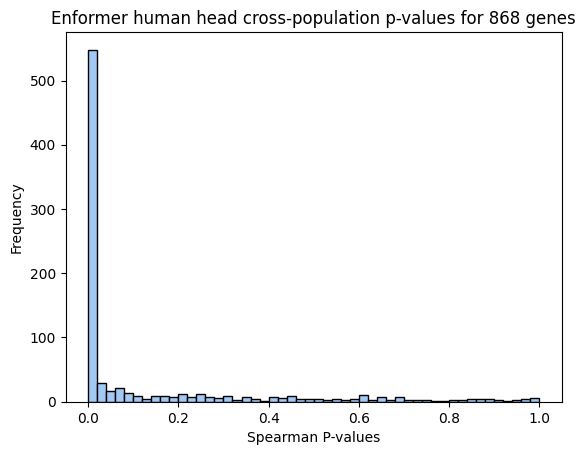 Enformer human head cross-population p-values for 868 genes
500
400
300
200
100
0
Frequency
0.0 0.2 0.4 0.6 0.8 1.0
Spearman P-values